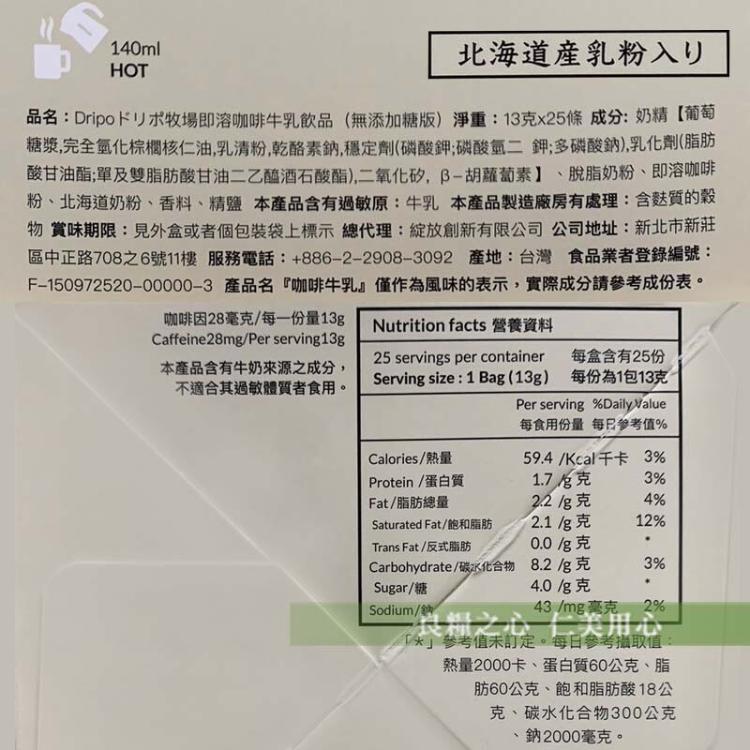 140ml
HOT
北海道産乳粉入り
品名：Dripoドリポ牧場即溶咖啡牛乳飲品（無添加糖版）淨重：13克x25條 成分: 奶精【葡萄
糖漿,完全氫化棕櫚核仁油,乳清粉,乾酪素鈉,穩定劑(磷酸鉀;磷酸氫二 鉀;多磷酸鈉),乳化劑(脂肪
酸甘油酯;單及雙脂肪酸甘油二乙醯酒石酸酯),二氧化矽, β－胡蘿蔔素】、脫脂奶粉、即溶咖啡
粉、北海道奶粉、香料、精鹽 本產品含有過敏原：牛乳 本產品製造廠房有處理：含麩質的穀
物 賞味期限：見外盒或者個包裝袋上標示 總代理：綻放創新有限公司 公司地址：新北市新莊
區中正路708之6號11樓 服務電話：+886-2-2908-3092 產地：台灣 食品業者登錄編號：
F-150972520-00000-3 產品名『咖啡牛乳』僅作為風味的表示，實際成分請參考成份表。
咖啡因28毫克/每一份量13g
Caffeine28mg/Per serving13g
本產品含有牛奶來源之成分，
不適合其過敏體質者食用。
Nutrition facts 營養資料
25 servings per container 每盒含有25份
Serving size : 1 Bag (13g) 每份為1包13克
Per serving %Daily Value
每食用份量 每日參考值%
Calories/熱量 59.4 /Kcal 千卡 3%
Protein /蛋白質 1.7 /g 克 3%
Fat/脂肪總量 2.2 /g 克 4%
Saturated Fat/飽和脂肪 2.1 /g 克 12%
Trans Fat /反式脂肪 0.0 /g 克 *
Carbohydrate /碳水化合物 8.2 /g 克 3%
Sugar/糖 4.0 /g 克 *
Sodium/鈉 43 /mg 毫克 2%
良糧之心 仁美用心
「*」參考值未訂定。每日參考攝取值：
熱量2000卡、蛋白質60公克、脂
肪60公克、飽和脂肪酸18公
克、碳水化合物300公克
、鈉2000毫克。